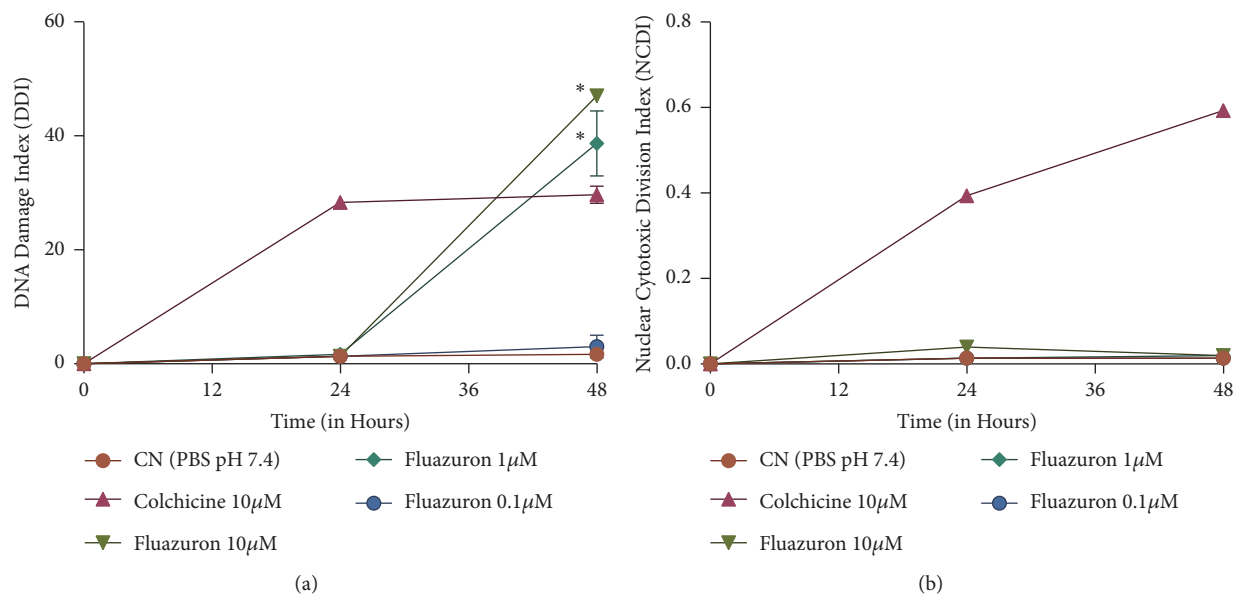 60
40
20
0
DNA Damage Index (DDI)
*
*
0 12 24 36 48
Time (in Hours)
CN (PBS pH 7.4)
Colchicine 10μM
Fluazuron 10μM
Fluazuron 1μM
Fluazuron 0.1μM
(a)
0.8
0.6
0.4
0.2
0.0
Nuclear Cytotoxic Division Index (NCDI)
0 12 24 36 48
Time (in Hours)
CN (PBS pH 7.4)
Colchicine 10μM
Fluazuron 10μM
Fluazuron 1μM
Fluazuron 0.1μM
(b)